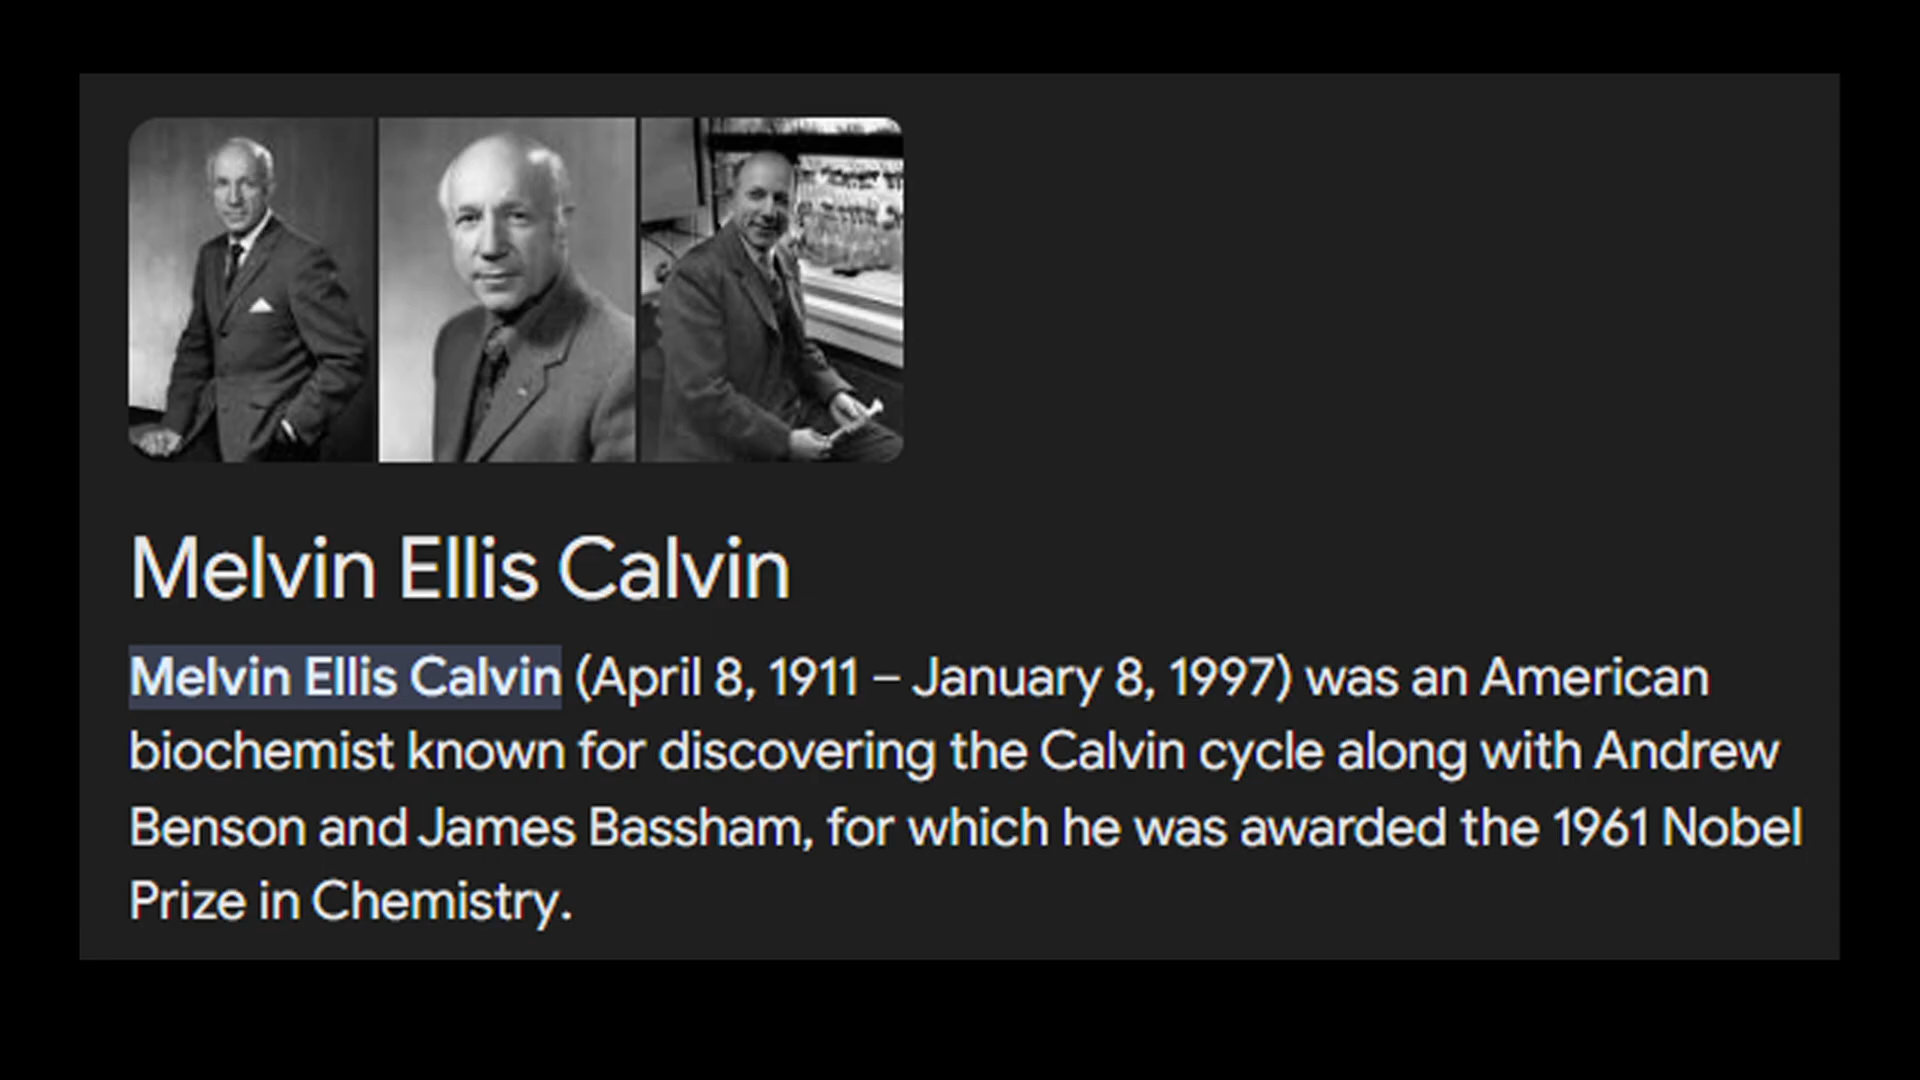 Melvin Ellis Calvin
Melvin Ellis Calvin (April 8, 1911 – January 8, 1997) was an American
biochemist known for discovering the Calvin cycle along with Andrew
Benson and James Bassham, for which he was awarded the 1961 Nobel
Prize in Chemistry.